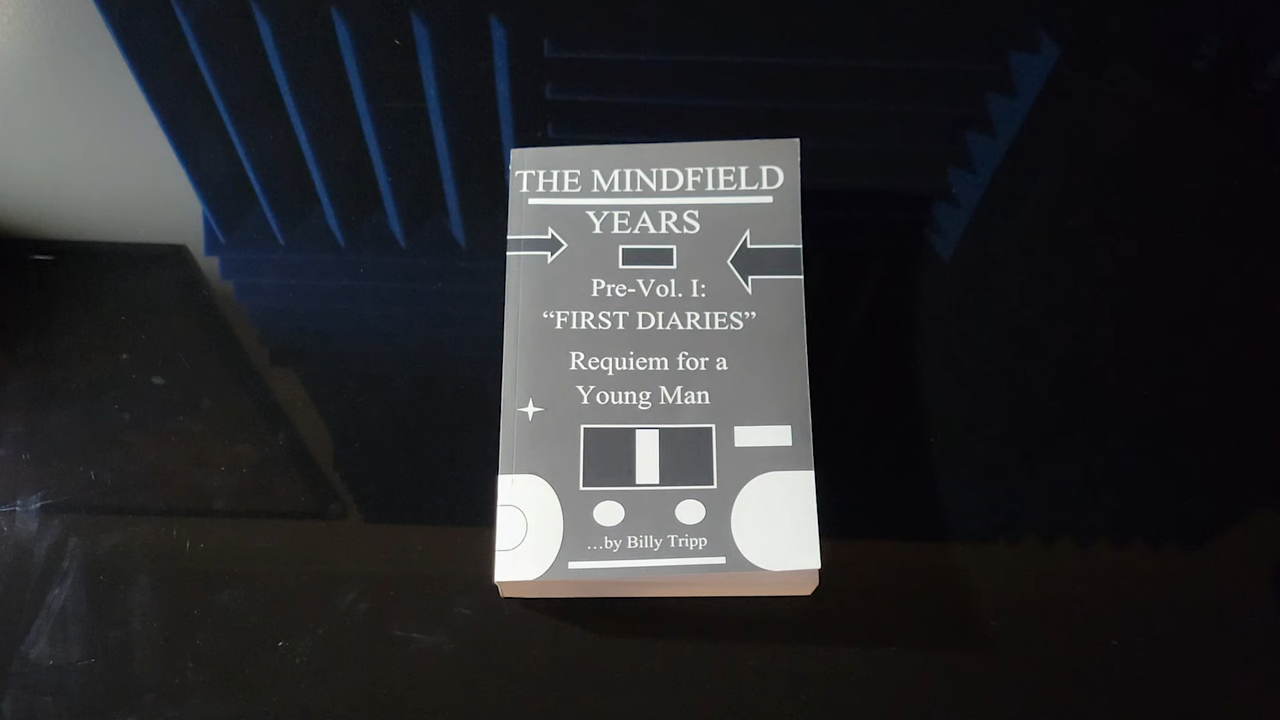 THE MINDFIELD
YEARS
Pre-Vol. I:
“FIRST DIARIES”
Requiem for a
Young Man
...by Billy Tripp